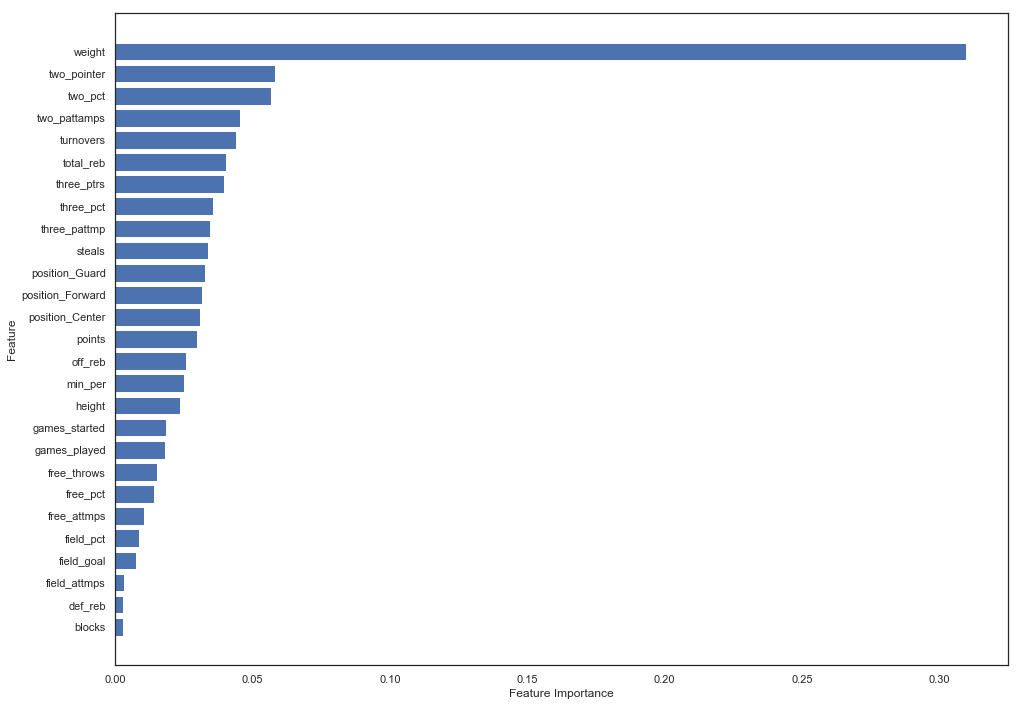 weight
two_pointer
two_pct
two_pattamps
turnovers
total_reb
three_ptrs
three_pct
three_pattmp
steals
position_Guard
position_Forward
position_Center
points
off_reb
min_per
height
games_started
games_played
free_throws
free_pct
free_attmps
field_pct
field_goal
field_attmps
def_reb
blocks
Feature
0.00 0.05 0.10 0.15 0.20 0.25 0.30
Feature Importance